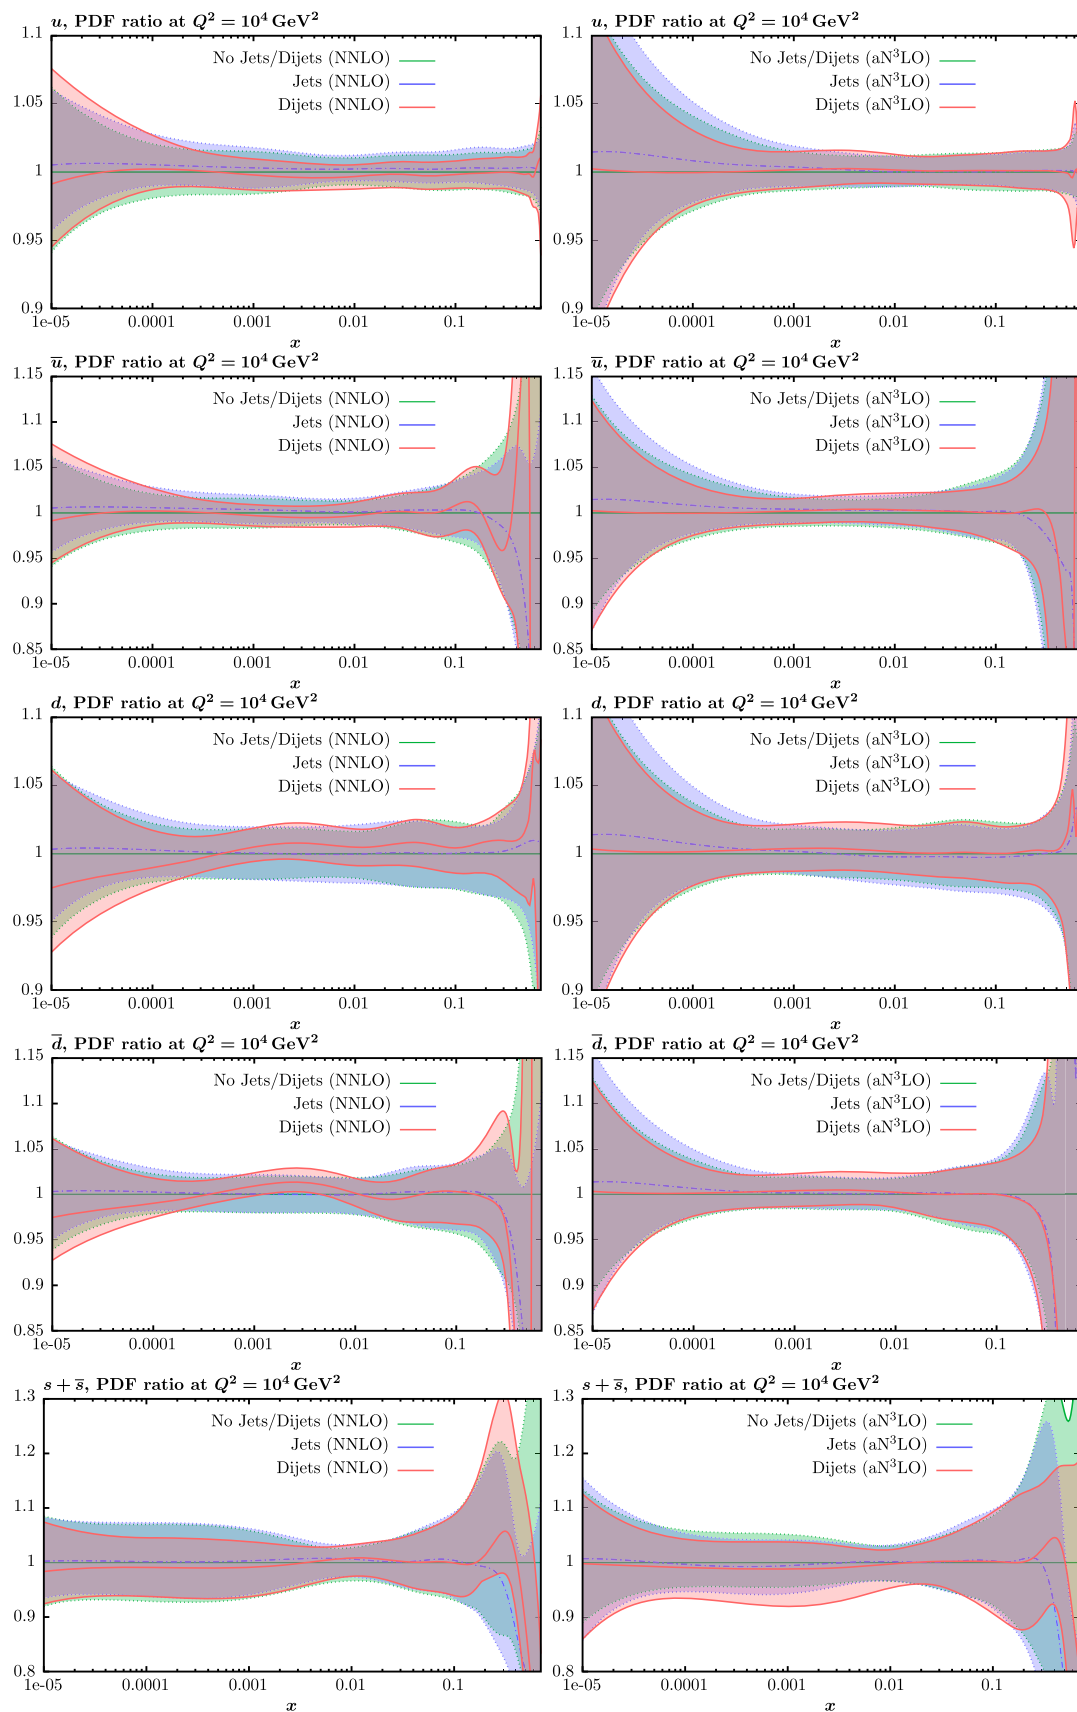 u, PDF ratio at Q² = 10⁴ GeV²
1.1
1.05
1
0.95
0.9
No Jets/Dijets (NNLO)
Jets (NNLO)
Dijets (NNLO)
1e-05 0.0001 0.001 0.01 0.1
x
u, PDF ratio at Q² = 10⁴ GeV²
1.1
1.05
1
0.95
0.9
No Jets/Dijets (aN³LO)
Jets (aN³LO)
Dijets (aN³LO)
1e-05 0.0001 0.001 0.01 0.1
x
u̅, PDF ratio at Q² = 10⁴ GeV²
1.15
1.1
1.05
1
0.95
0.9
0.85
No Jets/Dijets (NNLO)
Jets (NNLO)
Dijets (NNLO)
1e-05 0.0001 0.001 0.01 0.1
x
u̅, PDF ratio at Q² = 10⁴ GeV²
1.15
1.1
1.05
1
0.95
0.9
0.85
No Jets/Dijets (aN³LO)
Jets (aN³LO)
Dijets (aN³LO)
1e-05 0.0001 0.001 0.01 0.1
x
d, PDF ratio at Q² = 10⁴ GeV²
1.1
1.05
1
0.95
0.9
No Jets/Dijets (NNLO)
Jets (NNLO)
Dijets (NNLO)
1e-05 0.0001 0.001 0.01 0.1
x
d, PDF ratio at Q² = 10⁴ GeV²
1.1
1.05
1
0.95
0.9
No Jets/Dijets (aN³LO)
Jets (aN³LO)
Dijets (aN³LO)
1e-05 0.0001 0.001 0.01 0.1
x
d̅, PDF ratio at Q² = 10⁴ GeV²
1.15
1.1
1.05
1
0.95
0.9
0.85
No Jets/Dijets (NNLO)
Jets (NNLO)
Dijets (NNLO)
1e-05 0.0001 0.001 0.01 0.1
x
d̅, PDF ratio at Q² = 10⁴ GeV²
1.15
1.1
1.05
1
0.95
0.9
0.85
No Jets/Dijets (aN³LO)
Jets (aN³LO)
Dijets (aN³LO)
1e-05 0.0001 0.001 0.01 0.1
x
s + s̅, PDF ratio at Q² = 10⁴ GeV²
1.3
1.2
1.1
1
0.9
0.8
No Jets/Dijets (NNLO)
Jets (NNLO)
Dijets (NNLO)
1e-05 0.0001 0.001 0.01 0.1
x
s + s̅, PDF ratio at Q² = 10⁴ GeV²
1.3
1.2
1.1
1
0.9
0.8
No Jets/Dijets (aN³LO)
Jets (aN³LO)
Dijets (aN³LO)
1e-05 0.0001 0.001 0.01 0.1
x